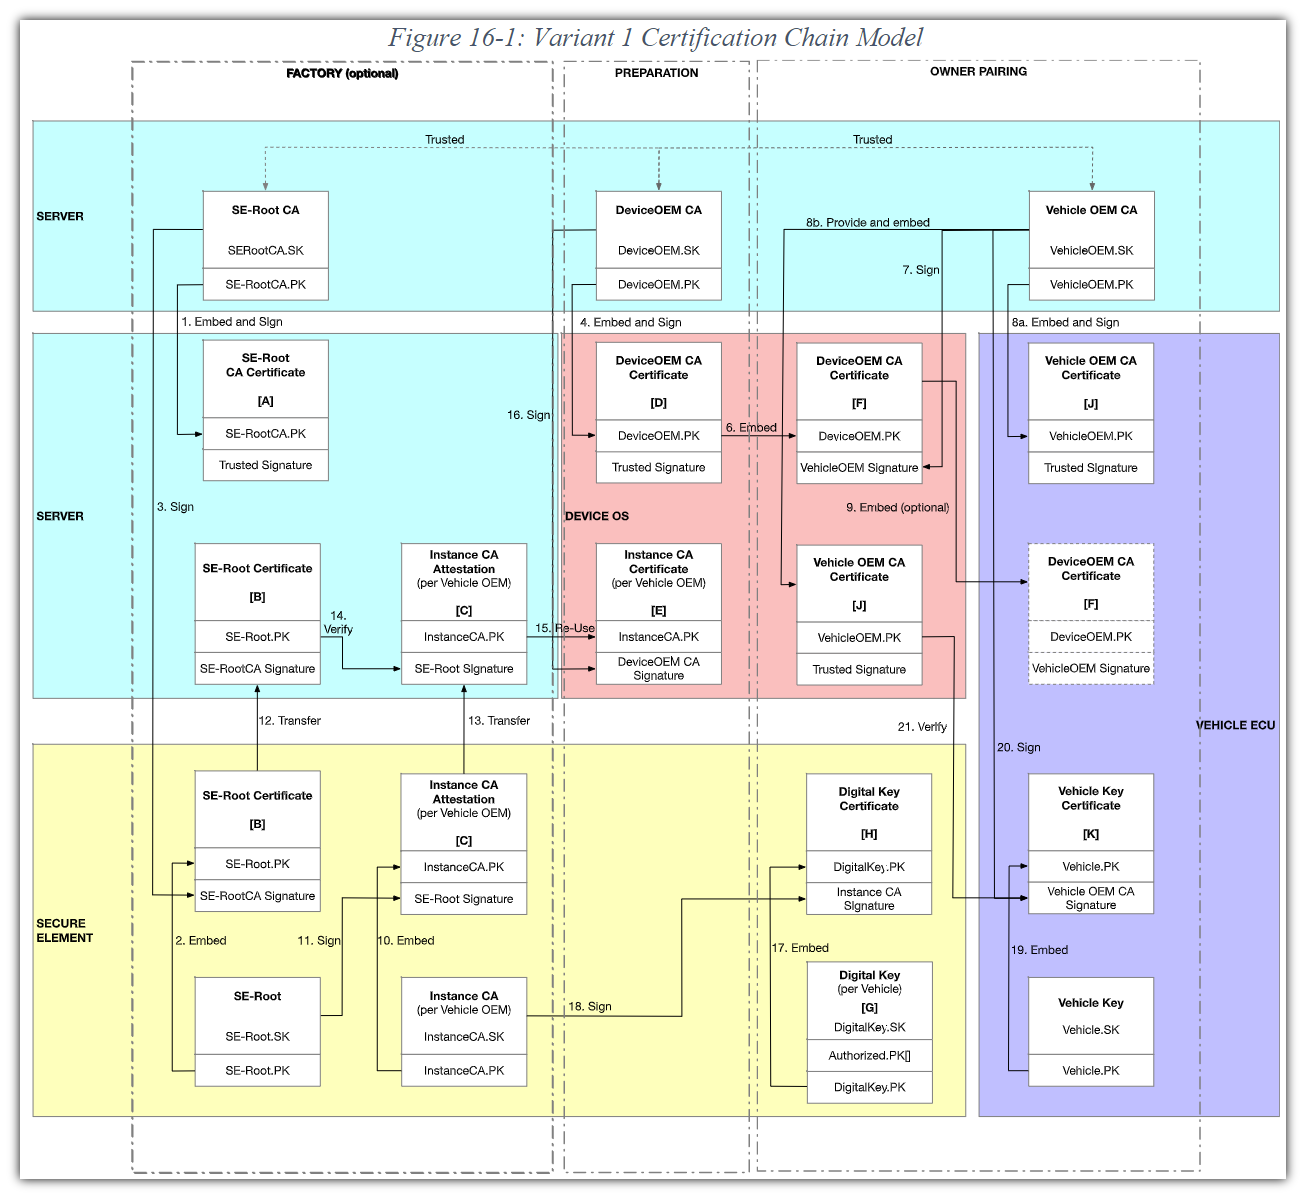 Figure 16-1: Variant 1 Certification Chain Model
FACTORY (optional)
PREPARATION
OWNER PAIRING
Trusted
Trusted
SERVER
SE-Root CA
SERootCA.SK
SE-RootCA.PK
DeviceOEM CA
DeviceOEM.SK
DeviceOEM.PK
8b. Provide and embed
7. Sign
Vehicle OEM CA
VehicleOEM.SK
VehicleOEM.PK
1. Embed and Sign
4. Embed and Sign
8a. Embed and Sign
SERVER
SE-Root
CA Certificate
[A]
SE-RootCA.PK
Trusted Signature
16. Sign
DeviceOEM CA
Certificate
[D]
DeviceOEM.PK
Trusted Signature
6. Embed
DeviceOEM CA
Certificate
[F]
DeviceOEM.PK
VehicleOEM Signature
Vehicle OEM CA
Certificate
[J]
VehicleOEM.PK
Trusted Signature
3. Sign
DEVICE OS
9. Embed (optional)
SE-Root Certificate
[B]
SE-Root.PK
SE-RootCA Signature
14.
Verify
Instance CA
Attestation
(per Vehicle OEM)
[C]
InstanceCA.PK
SE-Root Signature
15. Re-Use
Instance CA
Certificate
(per Vehicle OEM)
[E]
InstanceCA.PK
DeviceOEM CA
Signature
Vehicle OEM CA
Certificate
[J]
VehicleOEM.PK
Trusted Signature
DeviceOEM CA
Certificate
[F]
DeviceOEM.PK
VehicleOEM Signature
12. Transfer
13. Transfer
21. Verify
VEHICLE ECU
20. Sign
SECURE
ELEMENT
SE-Root Certificate
[B]
SE-Root.PK
SE-RootCA Signature
Instance CA
Attestation
(per Vehicle OEM)
[C]
InstanceCA.PK
SE-Root Signature
Digital Key
Certificate
[H]
DigitalKey.PK
Instance CA
Signature
Vehicle Key
Certificate
[K]
Vehicle.PK
Vehicle OEM CA
Signature
2. Embed
11. Sign
10. Embed
17. Embed
19. Embed
SE-Root
SE-Root.SK
SE-Root.PK
Instance CA
(per Vehicle OEM)
InstanceCA.SK
InstanceCA.PK
18. Sign
Digital Key
(per Vehicle)
[G]
DigitalKey.SK
Authorized.PK[]
DigitalKey.PK
Vehicle Key
Vehicle.SK
Vehicle.PK